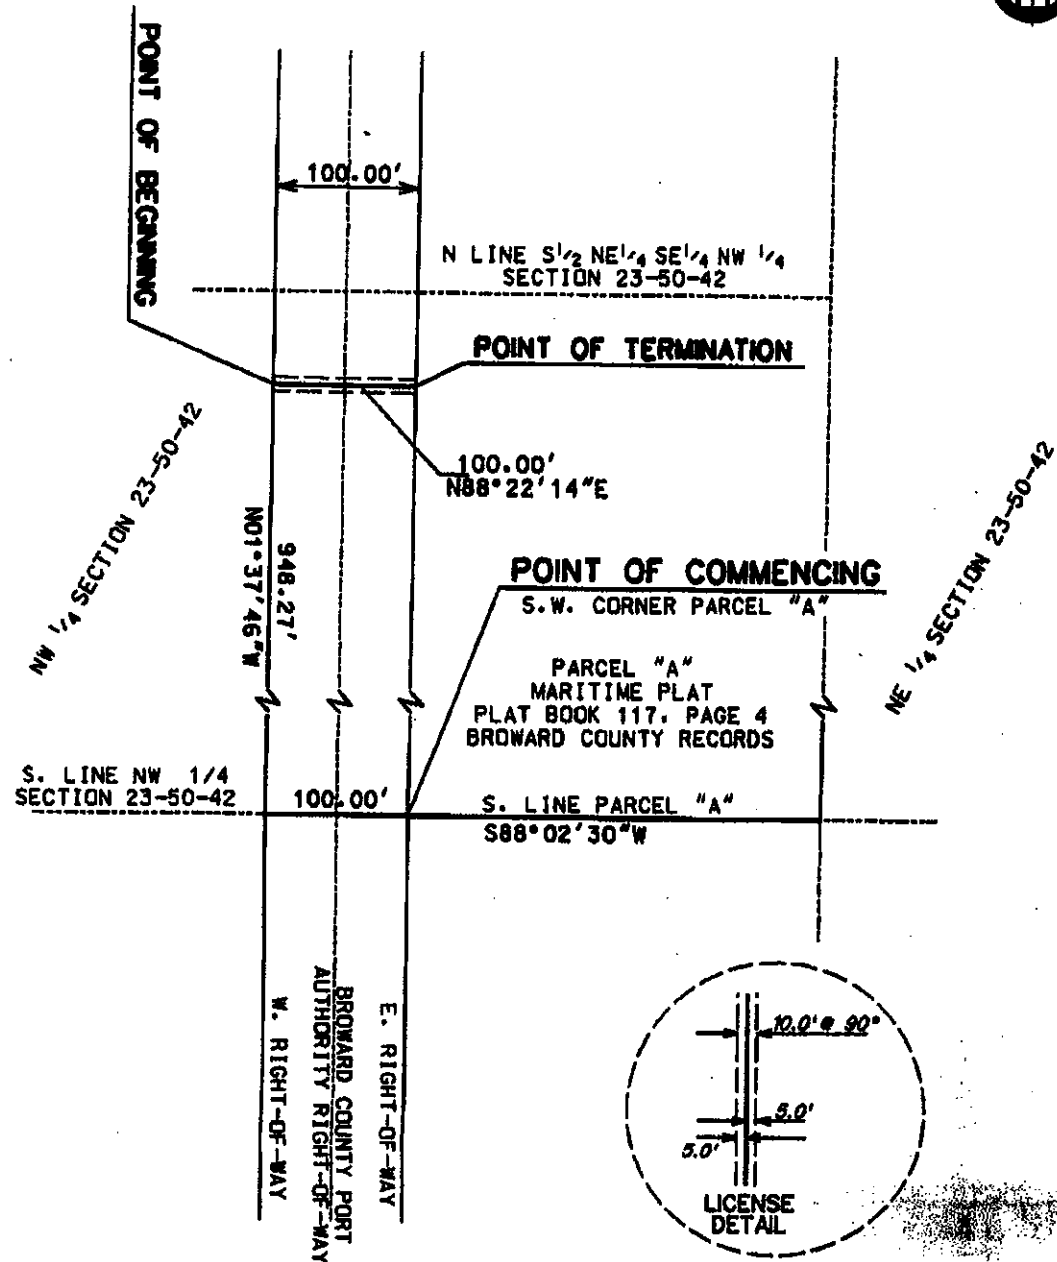 POINT OF BEGINNING
100.00'
N LINE S1/2 NE1/4 SE1/4 NW 1/4
SECTION 23-50-42
POINT OF TERMINATION
100.00'
N88°22'14"E
NW 1/4 SECTION 23-50-42
NE 1/4 SECTION 23-50-42
948.27'
N01°37'46"W
POINT OF COMMENCING
S.W. CORNER PARCEL "A"
PARCEL "A"
MARITIME PLAT
PLAT BOOK 117, PAGE 4
BROWARD COUNTY RECORDS
S. LINE NW 1/4
SECTION 23-50-42
100.00'
S. LINE PARCEL "A"
S88°02'30"W
W. RIGHT-OF-WAY
BROWARD COUNTY PORT
AUTHORITY RIGHT-OF-WAY
E. RIGHT-OF-WAY
10.0' @ 90°
5.0'
5.0'
LICENSE
DETAIL